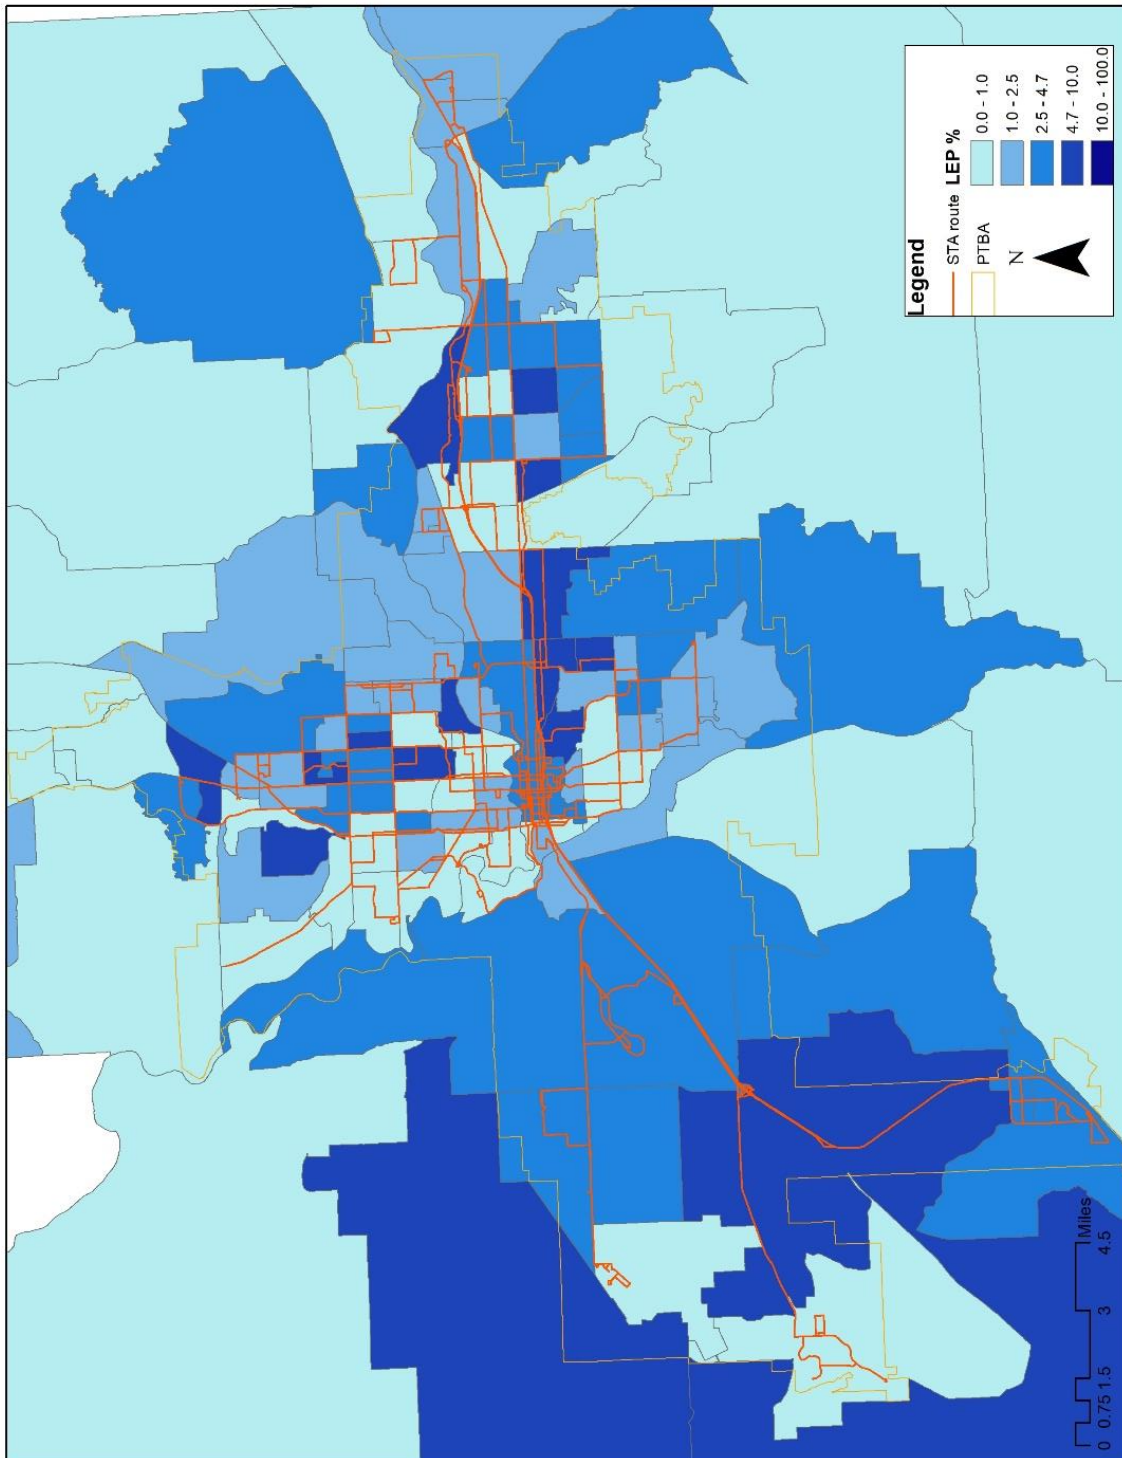 Legend
STA route
PTBA
N
LEP %
0.0 - 1.0
1.0 - 2.5
2.5 - 4.7
4.7 - 10.0
10.0 - 100.0
Miles
0 0.75 1.5 3 4.5